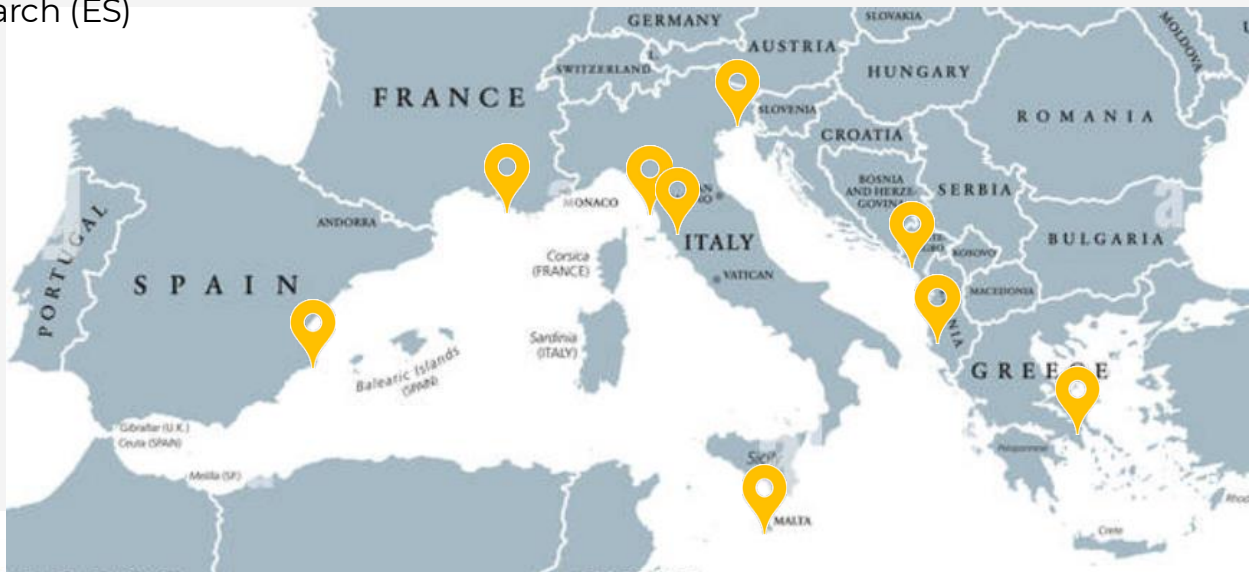 arch (ES)
GERMANY
SLOVAKIA
MOLDOVA
AUSTRIA
SWITZERLAND
L.
HUNGARY
FRANCE
SLOVENIA
ROMANIA
CROATIA
BOSNIA
AND HERZE-
GOVINA
SERBIA
MONACO
ANDORRA
PORTUGAL
ITALY
KOSOVO
BULGARIA
Corsica
(FRANCE)
VATICAN
SPAIN
MACEDONIA
Sardinia
(ITALY)
Balearic Islands
(SPAIN)
GREECE
Gibraltar (U.K.)
Ceuta (SPAIN)
Melilla (SP.)
Peloponnese
MALTA
Crete